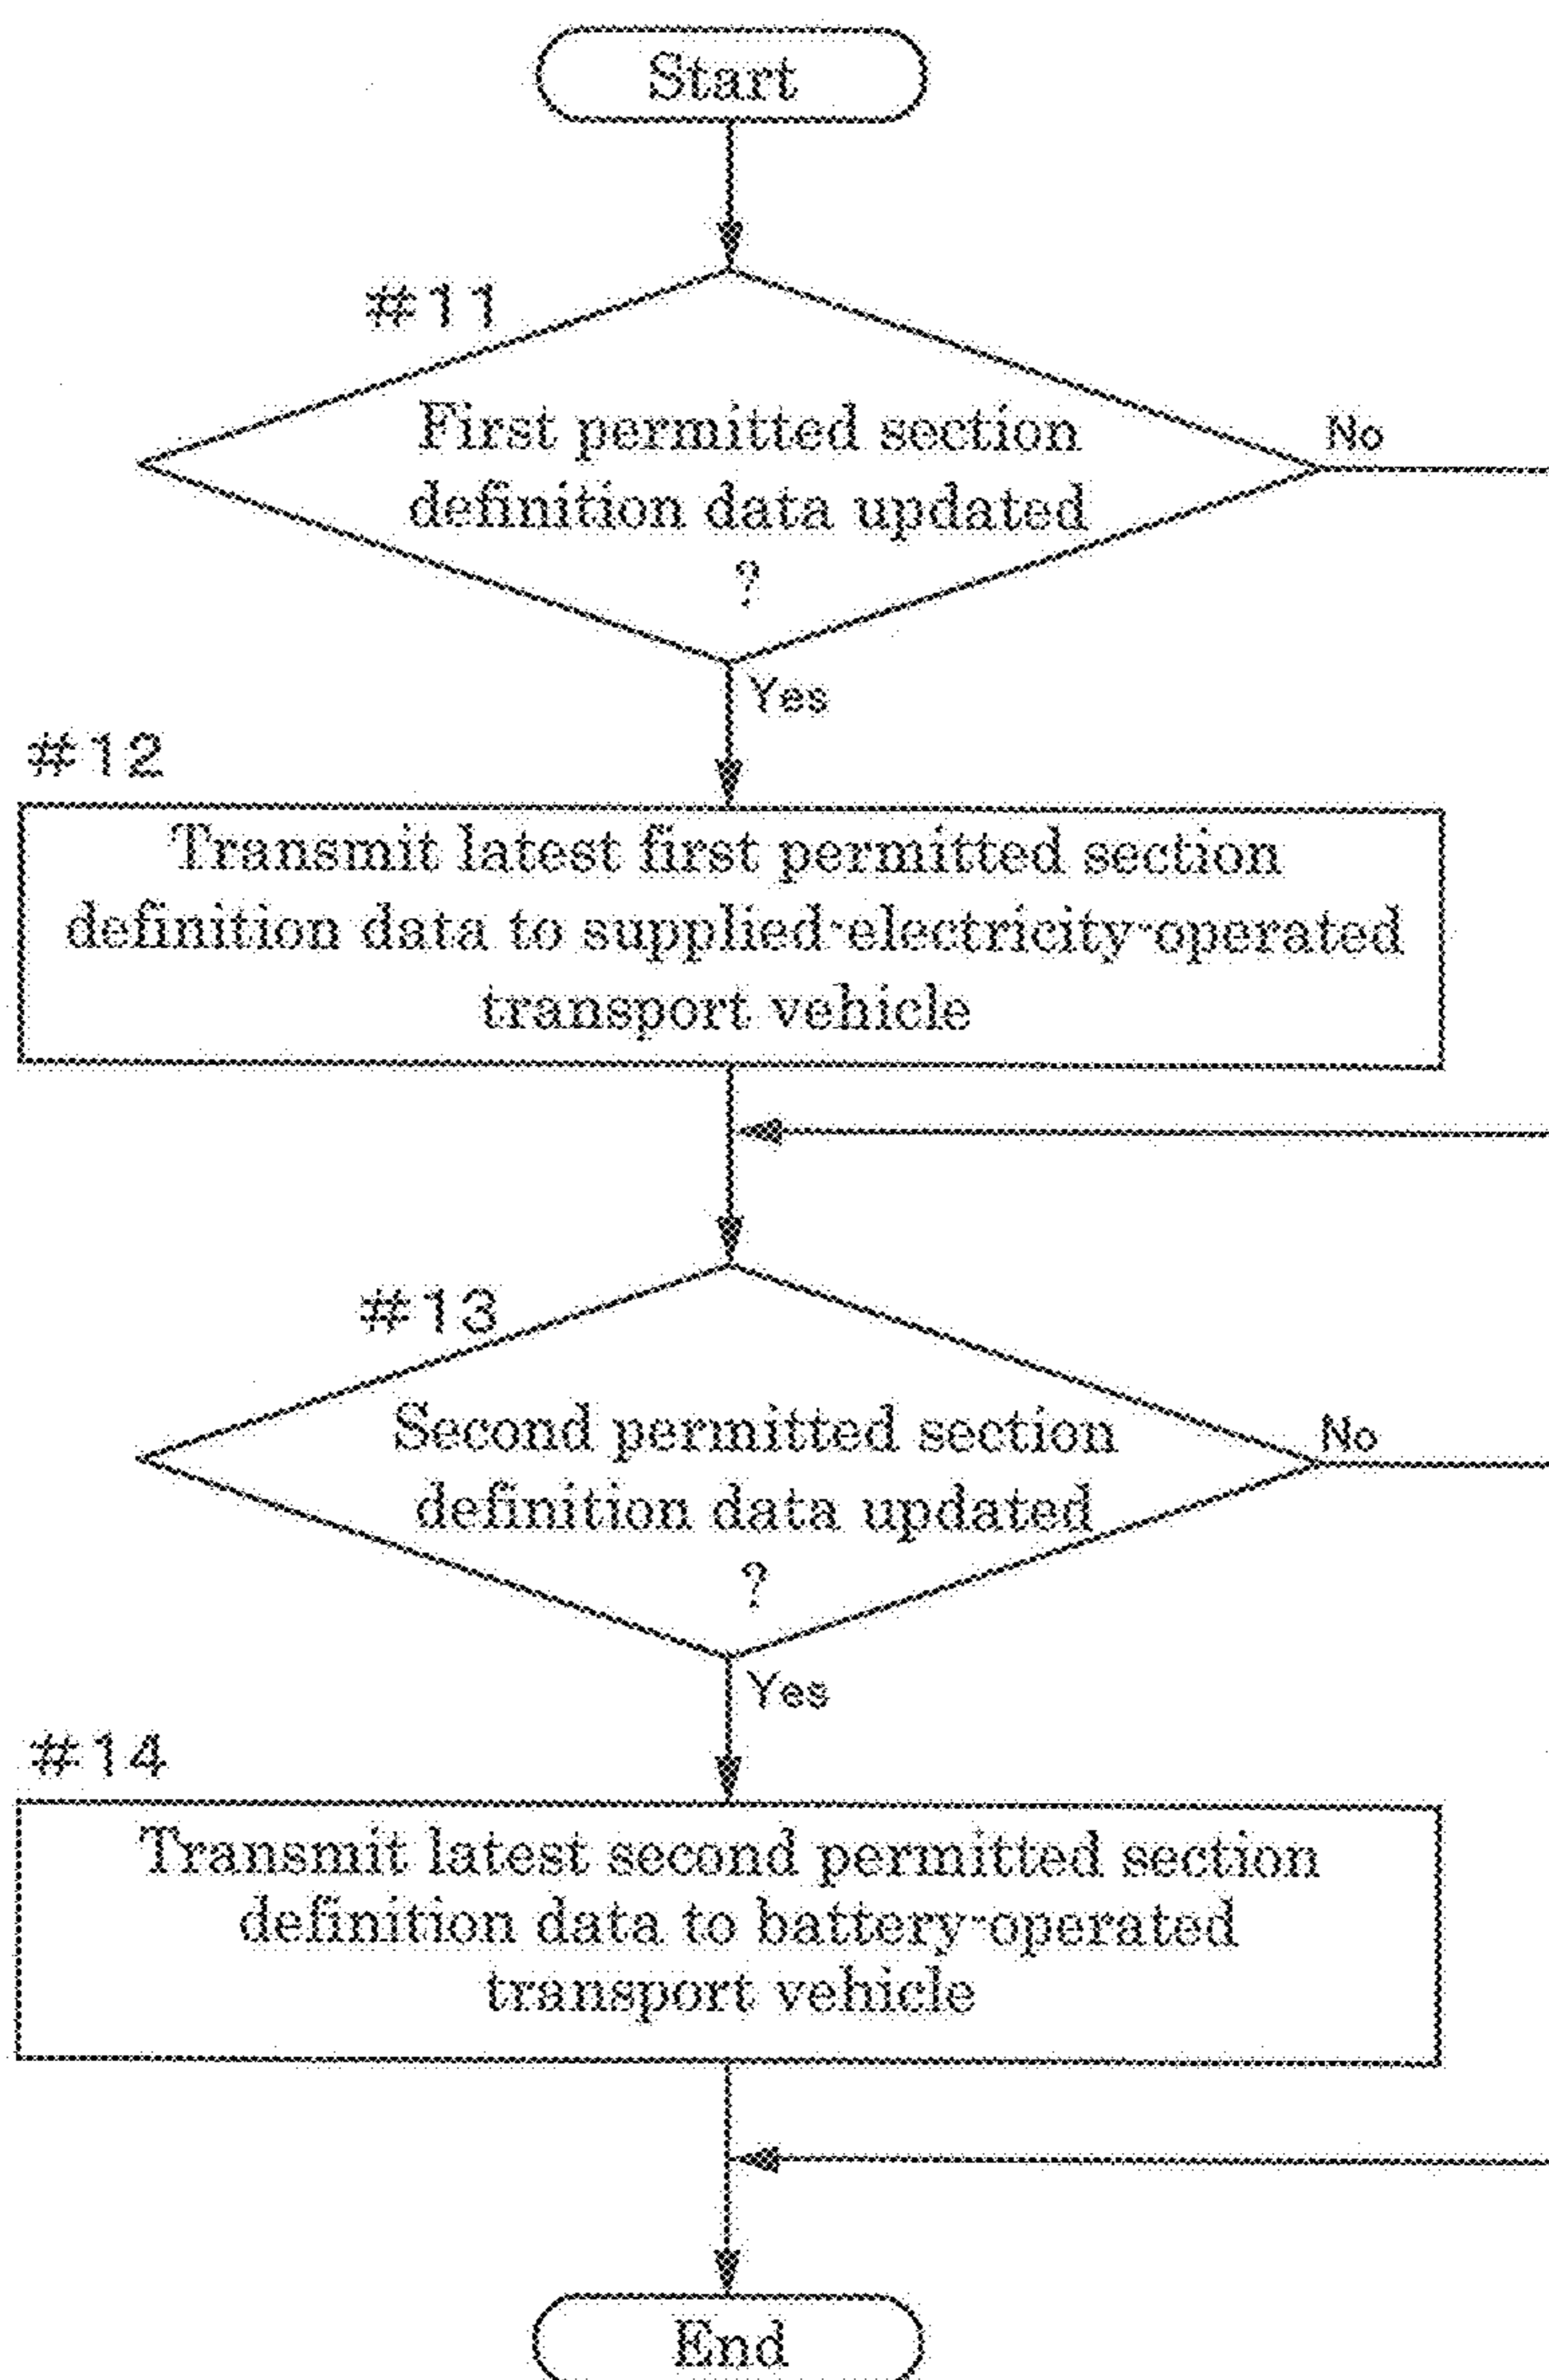 Start
#11
First permitted section
definition data updated
?
No
Yes
#12
Transmit latest first permitted section
definition data to supplied-electricity-operated
transport vehicle
#13
Second permitted section
definition data updated
?
No
Yes
#14
Transmit latest second permitted section
definition data to battery-operated
transport vehicle
End